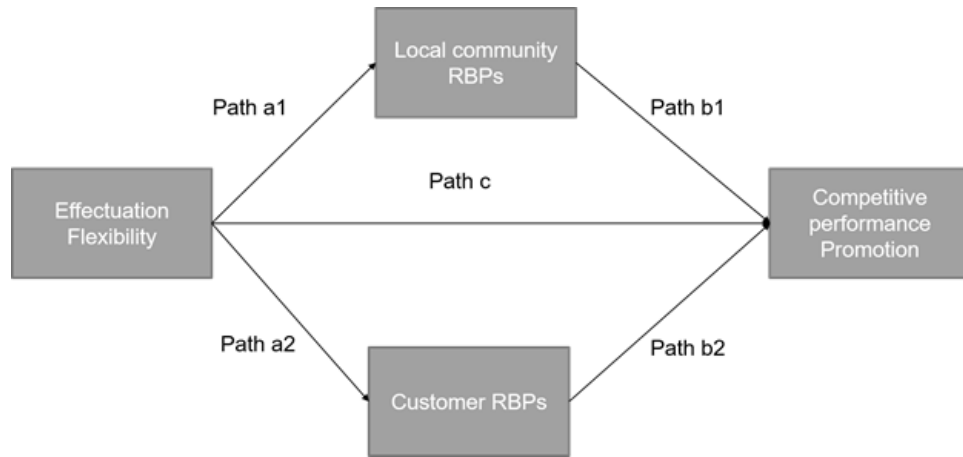 Local community
RBPs
Path a1
Path b1
Path c
Effectuation
Flexibility
Competitive
performance
Promotion
Path a2
Path b2
Customer RBPs